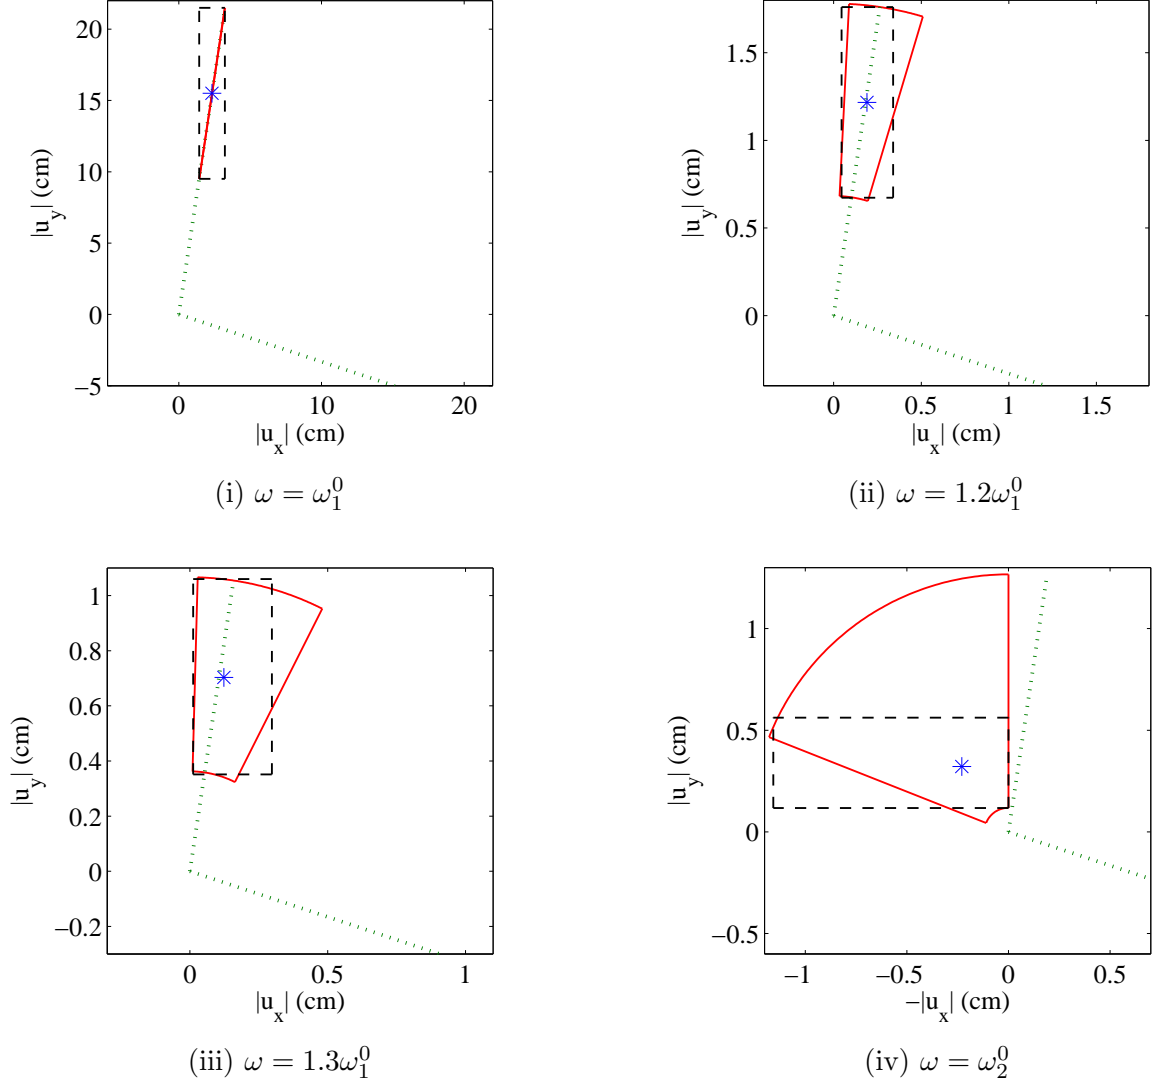 20
15
10
5
0
−5
|u_y| (cm)
0 10 20
|u_x| (cm)
(i) ω = ω_1^0
1.5
1
0.5
0
|u_y| (cm)
0 0.5 1 1.5
|u_x| (cm)
(ii) ω = 1.2ω_1^0
1
0.8
0.6
0.4
0.2
0
−0.2
|u_y| (cm)
0 0.5 1
|u_x| (cm)
(iii) ω = 1.3ω_1^0
1
0.5
0
−0.5
|u_y| (cm)
−1 −0.5 0 0.5
−|u_x| (cm)
(iv) ω = ω_2^0